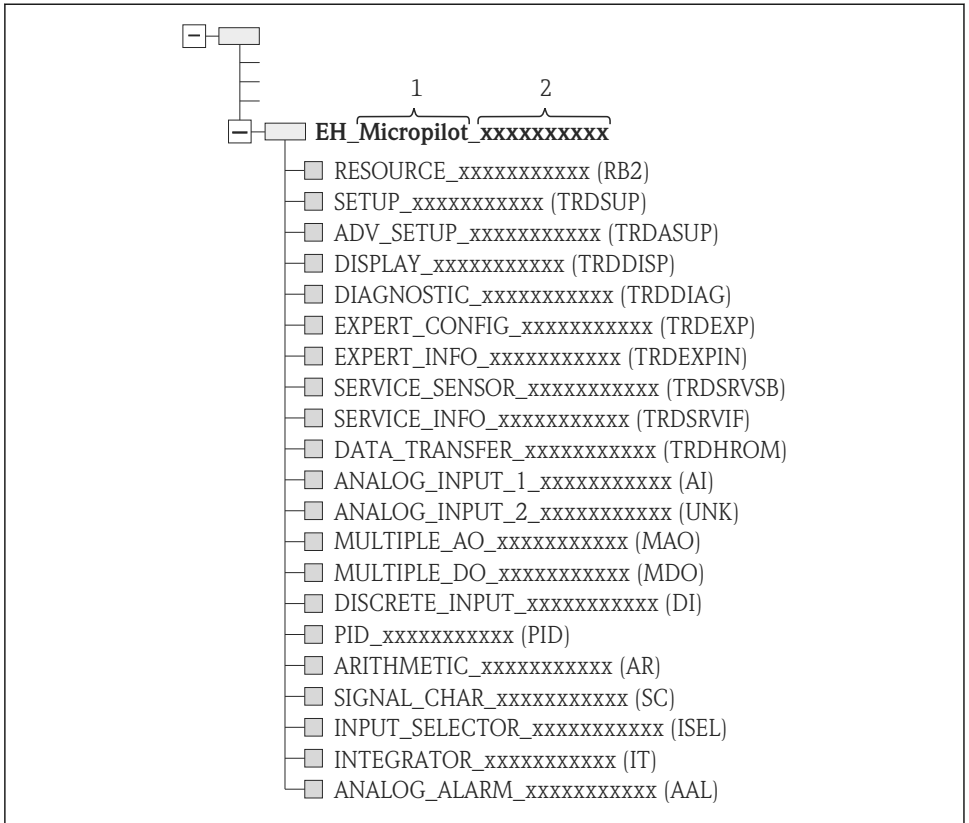 1 2
EH_Micropilot_xxxxxxxxxx
RESOURCE_xxxxxxxxxxx (RB2)
SETUP_xxxxxxxxxxx (TRDSUP)
ADV_SETUP_xxxxxxxxxxx (TRDASUP)
DISPLAY_xxxxxxxxxxx (TRDDISP)
DIAGNOSTIC_xxxxxxxxxxx (TRDDIAG)
EXPERT_CONFIG_xxxxxxxxxxx (TRDEXP)
EXPERT_INFO_xxxxxxxxxxx (TRDEXPIN)
SERVICE_SENSOR_xxxxxxxxxxx (TRDSRVSB)
SERVICE_INFO_xxxxxxxxxxx (TRDSRVIF)
DATA_TRANSFER_xxxxxxxxxxx (TRDHROM)
ANALOG_INPUT_1_xxxxxxxxxxx (AI)
ANALOG_INPUT_2_xxxxxxxxxxx (UNK)
MULTIPLE_AO_xxxxxxxxxxx (MAO)
MULTIPLE_DO_xxxxxxxxxxx (MDO)
DISCRETE_INPUT_xxxxxxxxxxx (DI)
PID_xxxxxxxxxxx (PID)
ARITHMETIC_xxxxxxxxxxx (AR)
SIGNAL_CHAR_xxxxxxxxxxx (SC)
INPUT_SELECTOR_xxxxxxxxxxx (ISEL)
INTEGRATOR_xxxxxxxxxxx (IT)
ANALOG_ALARM_xxxxxxxxxxx (AAL)